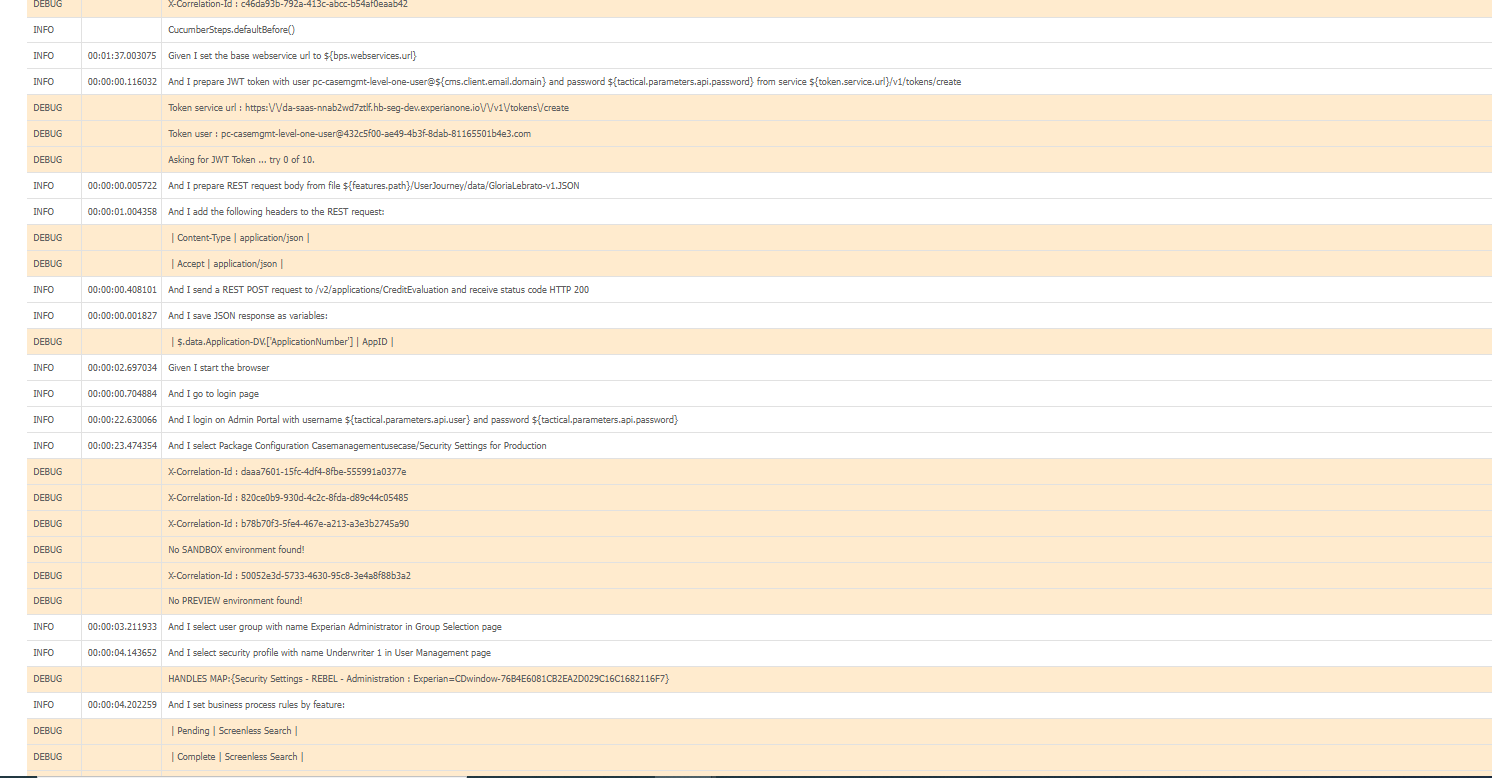 DEBUG X-Correlation-Id : c46da93b-792a-413c-abcc-b54af0eaab42
INFO CucumberSteps.defaultBefore()
INFO 00:01:37.003075 Given I set the base webservice url to ${bps.webservices.url}
INFO 00:00:00.116032 And I prepare JWT token with user pc-casemgmt-level-one-user@${cms.client.email.domain} and password ${tactical.parameters.api.password} from service ${token.service.url}/v1/tokens/create
DEBUG Token service url : https:\/\/da-saas-nnab2wd7ztlf.hb-seg-dev.experianone.io\/\/v1\/tokens\/create
DEBUG Token user : pc-casemgmt-level-one-user@432c5f00-ae49-4b3f-8dab-81165501b4e3.com
DEBUG Asking for JWT Token ... try 0 of 10.
INFO 00:00:00.005722 And I prepare REST request body from file ${features.path}/UserJourney/data/GloriaLebrato-v1.JSON
INFO 00:00:01.004358 And I add the following headers to the REST request:
DEBUG | Content-Type | application/json |
DEBUG | Accept | application/json |
INFO 00:00:00.408101 And I send a REST POST request to /v2/applications/CreditEvaluation and receive status code HTTP 200
INFO 00:00:00.001827 And I save JSON response as variables:
DEBUG | $.data.Application-DV.['ApplicationNumber'] | AppID |
INFO 00:00:02.697034 Given I start the browser
INFO 00:00:00.704884 And I go to login page
INFO 00:00:22.630066 And I login on Admin Portal with username ${tactical.parameters.api.user} and password ${tactical.parameters.api.password}
INFO 00:00:23.474354 And I select Package Configuration Casemanagementusecase/Security Settings for Production
DEBUG X-Correlation-Id : daaa7601-15fc-4df4-8fbe-555991a0377e
DEBUG X-Correlation-Id : 820ce0b9-930d-4c2c-8fda-d89c44c05485
DEBUG X-Correlation-Id : b78b70f3-5fe4-467e-a213-a3e3b2745a90
DEBUG No SANDBOX environment found!
DEBUG X-Correlation-Id : 50052e3d-5733-4630-95c8-3e4a8f88b3a2
DEBUG No PREVIEW environment found!
INFO 00:00:03.211933 And I select user group with name Experian Administrator in Group Selection page
INFO 00:00:04.143652 And I select security profile with name Underwriter 1 in User Management page
DEBUG HANDLES MAP:{Security Settings - REBEL - Administration : Experian=CDwindow-76B4E6081CB2EA2D029C16C1682116F7}
INFO 00:00:04.202259 And I set business process rules by feature:
DEBUG | Pending | Screenless Search |
DEBUG | Complete | Screenless Search |